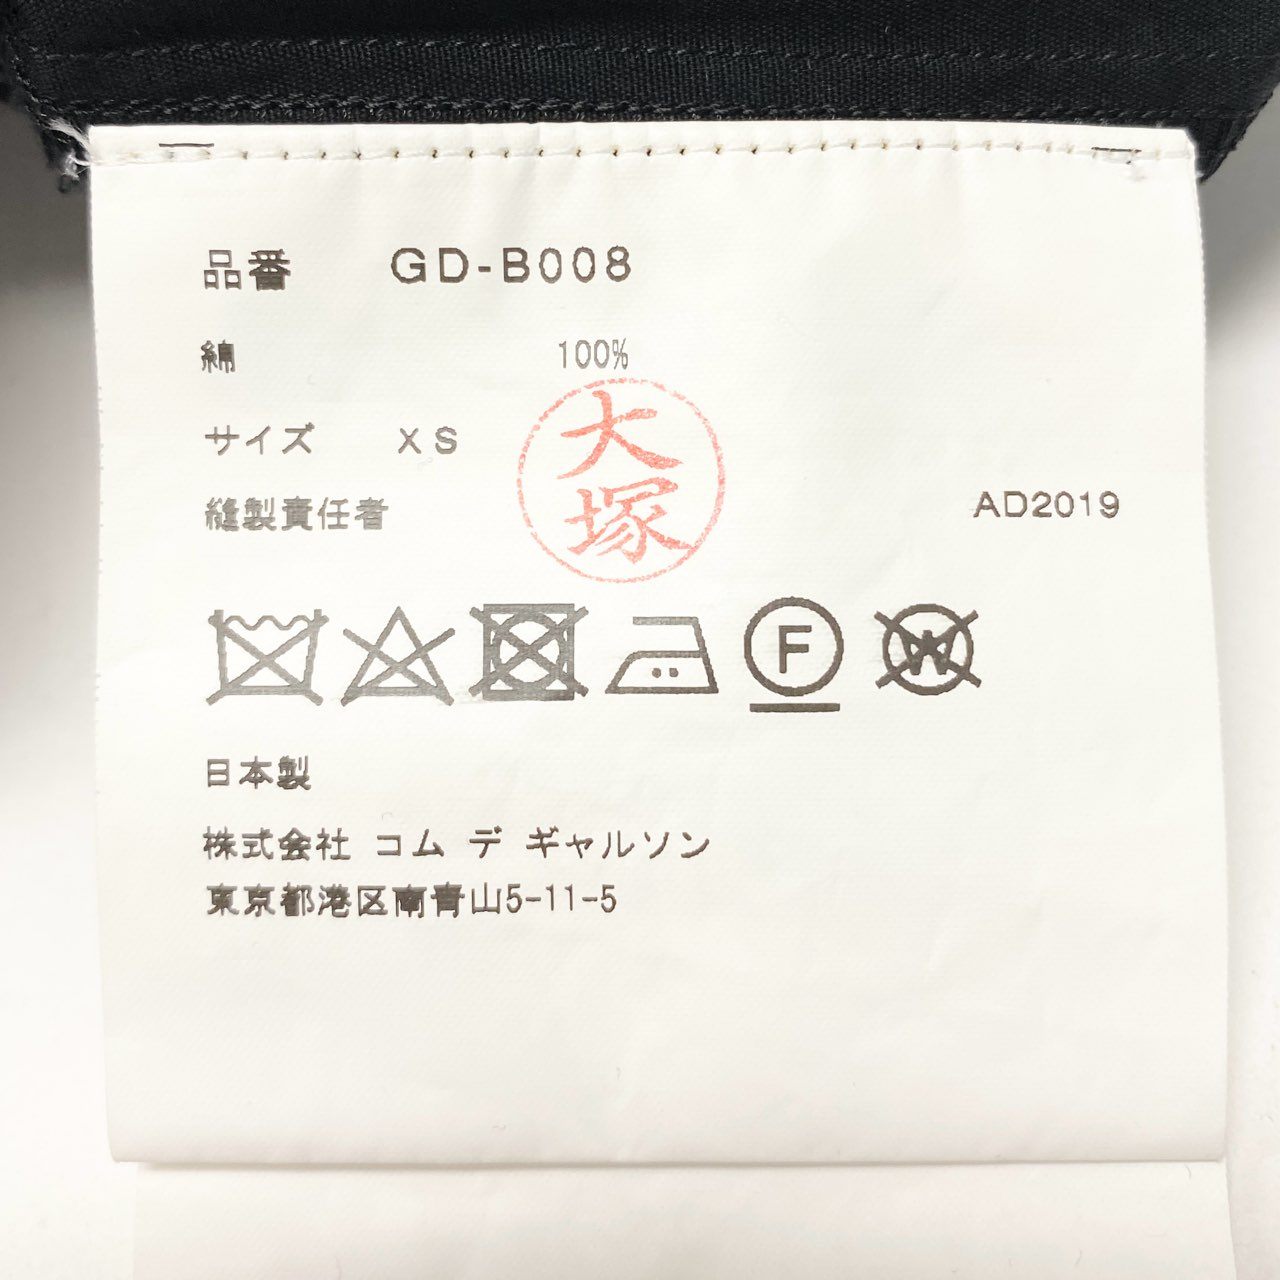 品番 GD-B008
綿 100%
サイズ XS
大塚
縫製責任者 AD2019
F W
日本製
株式会社 コム デ ギャルソン
東京都港区南青山5-11-5